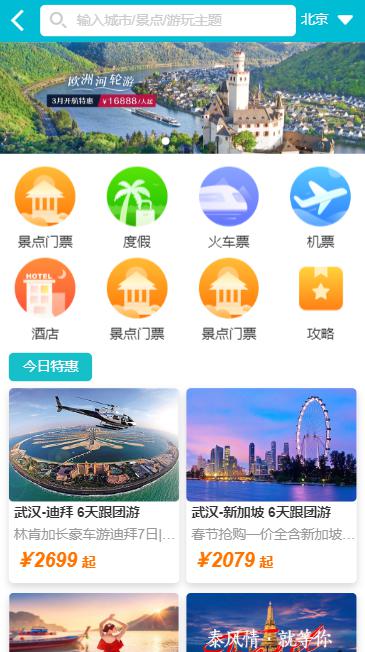 输入城市/景点/游玩主题
北京
欧洲河轮游
3月开航特惠 ¥16888/人起
景点门票 度假 火车票 机票
HOTEL
酒店 景点门票 景点门票 攻略
今日特惠
武汉-迪拜 6天跟团游
林肯加长豪车游迪拜7日|...
¥2699 起
武汉-新加坡 6天跟团游
春节抢购一价全含新加坡...
¥2079 起
泰风情 就等你